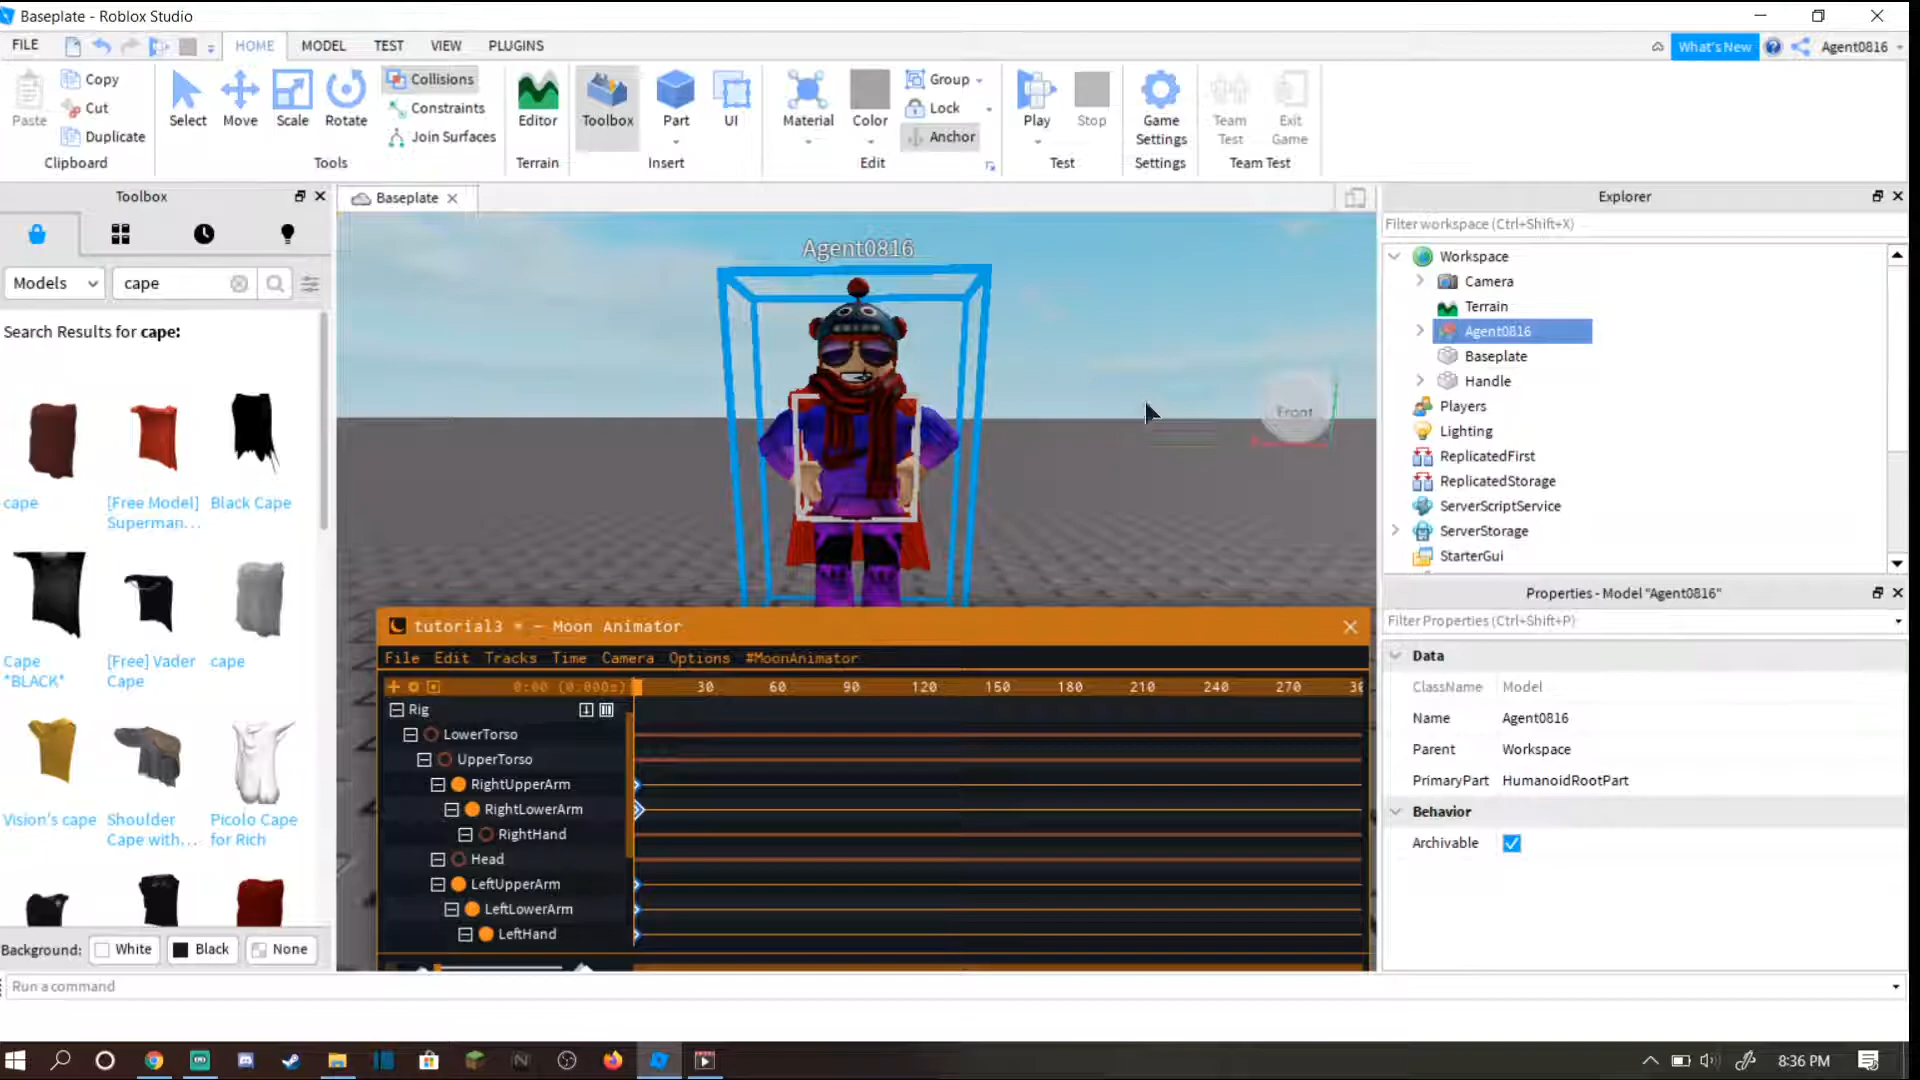 Baseplate - Roblox Studio
FILE HOME MODEL TEST VIEW PLUGINS What's New Agent0816
Paste Copy Cut Duplicate Clipboard
Select Move Scale Rotate Collisions Constraints Join Surfaces Tools
Editor Terrain
Toolbox Part UI Insert
Material Color Group Lock Anchor Edit
Play Stop Test
Game Settings Settings
Team Test Exit Game Team Test
Toolbox
Models cape
Search Results for cape:
cape [Free Model] Superman... Black Cape
Cape *BLACK* [Free] Vader Cape cape
Vision's cape Shoulder Cape with... Picolo Cape for Rich
Background: White Black None
Baseplate
Agent0816
Front
tutorial3 * - Moon Animator
File Edit Tracks Time Camera Options #MoonAnimator
0:00 (0.000s) 30 60 90 120 150 180 210 240 270
Rig
LowerTorso
UpperTorso
RightUpperArm
RightLowerArm
RightHand
Head
LeftUpperArm
LeftLowerArm
LeftHand
Explorer
Filter workspace (Ctrl+Shift+X)
Workspace
Camera
Terrain
Agent0816
Baseplate
Handle
Players
Lighting
ReplicatedFirst
ReplicatedStorage
ServerScriptService
ServerStorage
StarterGui
Properties - Model "Agent0816"
Filter Properties (Ctrl+Shift+P)
Data
ClassName Model
Name Agent0816
Parent Workspace
PrimaryPart HumanoidRootPart
Behavior
Archivable
Run a command
8:36 PM